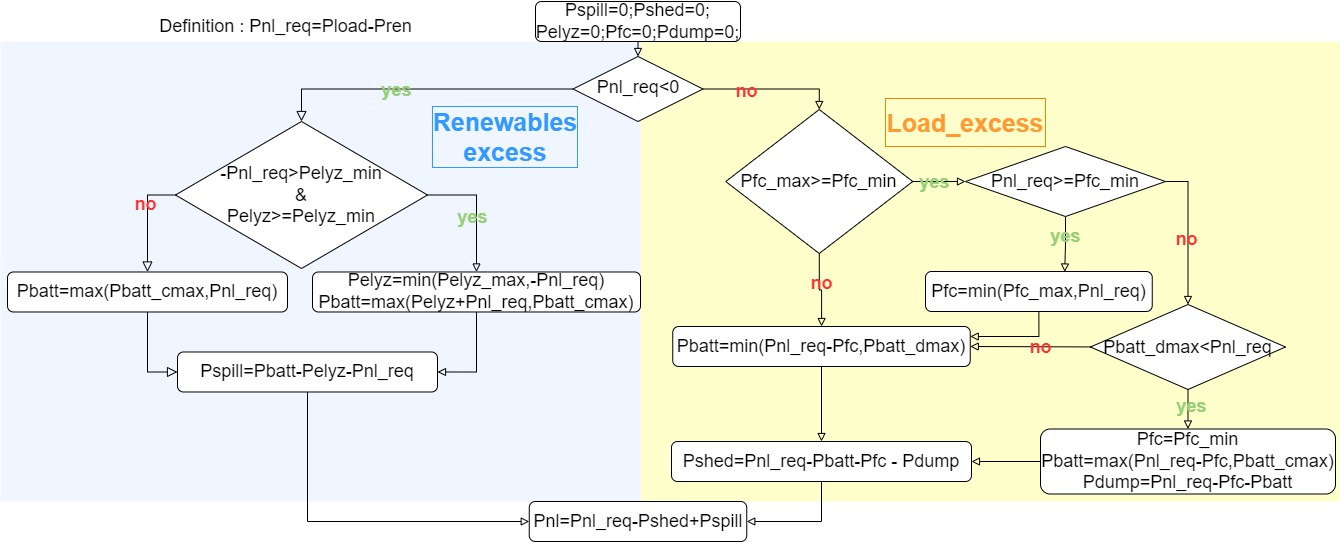 Definition : Pnl_req=Pload-Pren
Pspill=0;Pshed=0;
Pelyz=0;Pfc=0;Pdump=0;
Pnl_req<0
yes
no
Renewables
excess
Load_excess
-Pnl_req>Pelyz_min
&
Pelyz>=Pelyz_min
no
yes
Pfc_max>=Pfc_min
yes
Pnl_req>=Pfc_min
yes
no
no
Pbatt=max(Pbatt_cmax,Pnl_req)
Pelyz=min(Pelyz_max,-Pnl_req)
Pbatt=max(Pelyz+Pnl_req,Pbatt_cmax)
Pfc=min(Pfc_max,Pnl_req)
Pbatt=min(Pnl_req-Pfc,Pbatt_dmax)
no
Pbatt_dmax<Pnl_req
yes
Pspill=Pbatt-Pelyz-Pnl_req
Pshed=Pnl_req-Pbatt-Pfc - Pdump
Pfc=Pfc_min
Pbatt=max(Pnl_req-Pfc,Pbatt_cmax)
Pdump=Pnl_req-Pfc-Pbatt
Pnl=Pnl_req-Pshed+Pspill